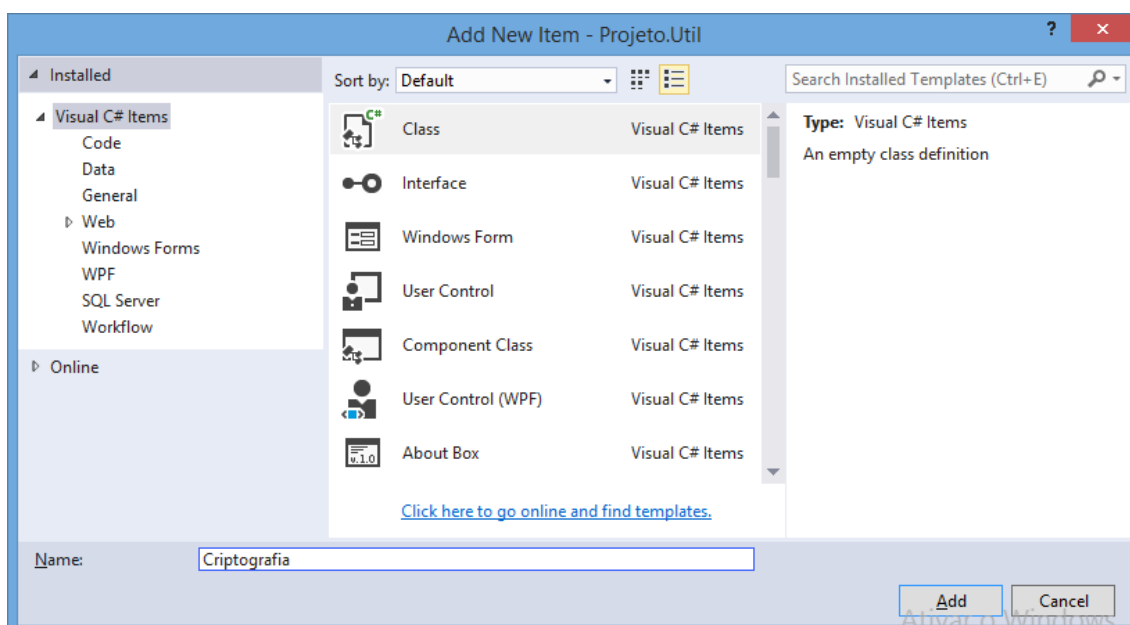 Add New Item - Projeto.Util
?
Installed
Sort by: Default
Search Installed Templates (Ctrl+E)
Visual C# Items
Code
Data
General
Web
Windows Forms
WPF
SQL Server
Workflow
Online
C#
Class Visual C# Items
Interface Visual C# Items
Windows Form Visual C# Items
User Control Visual C# Items
Component Class Visual C# Items
User Control (WPF) Visual C# Items
v.1.0
About Box Visual C# Items
Click here to go online and find templates.
Type: Visual C# Items
An empty class definition
Name: Criptografia
Add Cancel
Ativar o Windows